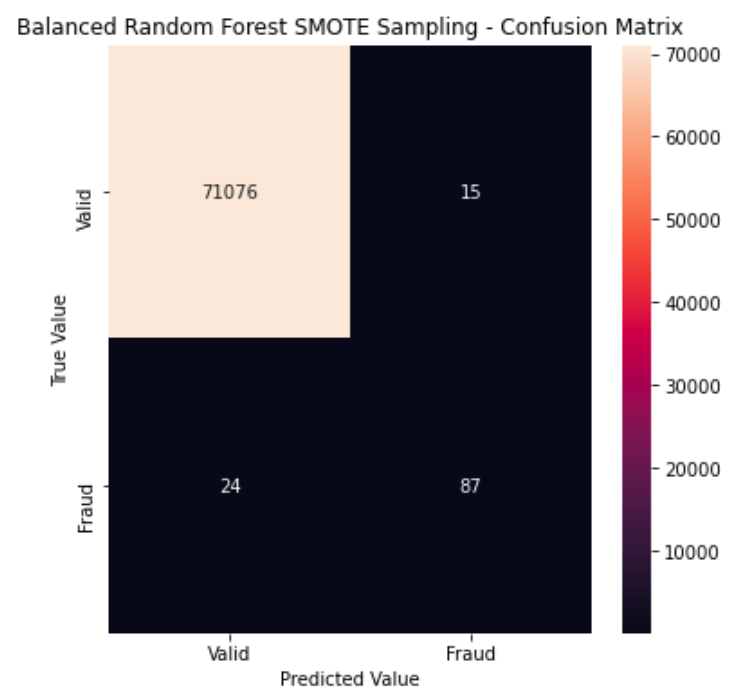 Balanced Random Forest SMOTE Sampling - Confusion Matrix
Valid
Fraud
True Value
71076
15
24
87
Valid
Fraud
Predicted Value
70000
60000
50000
40000
30000
20000
10000